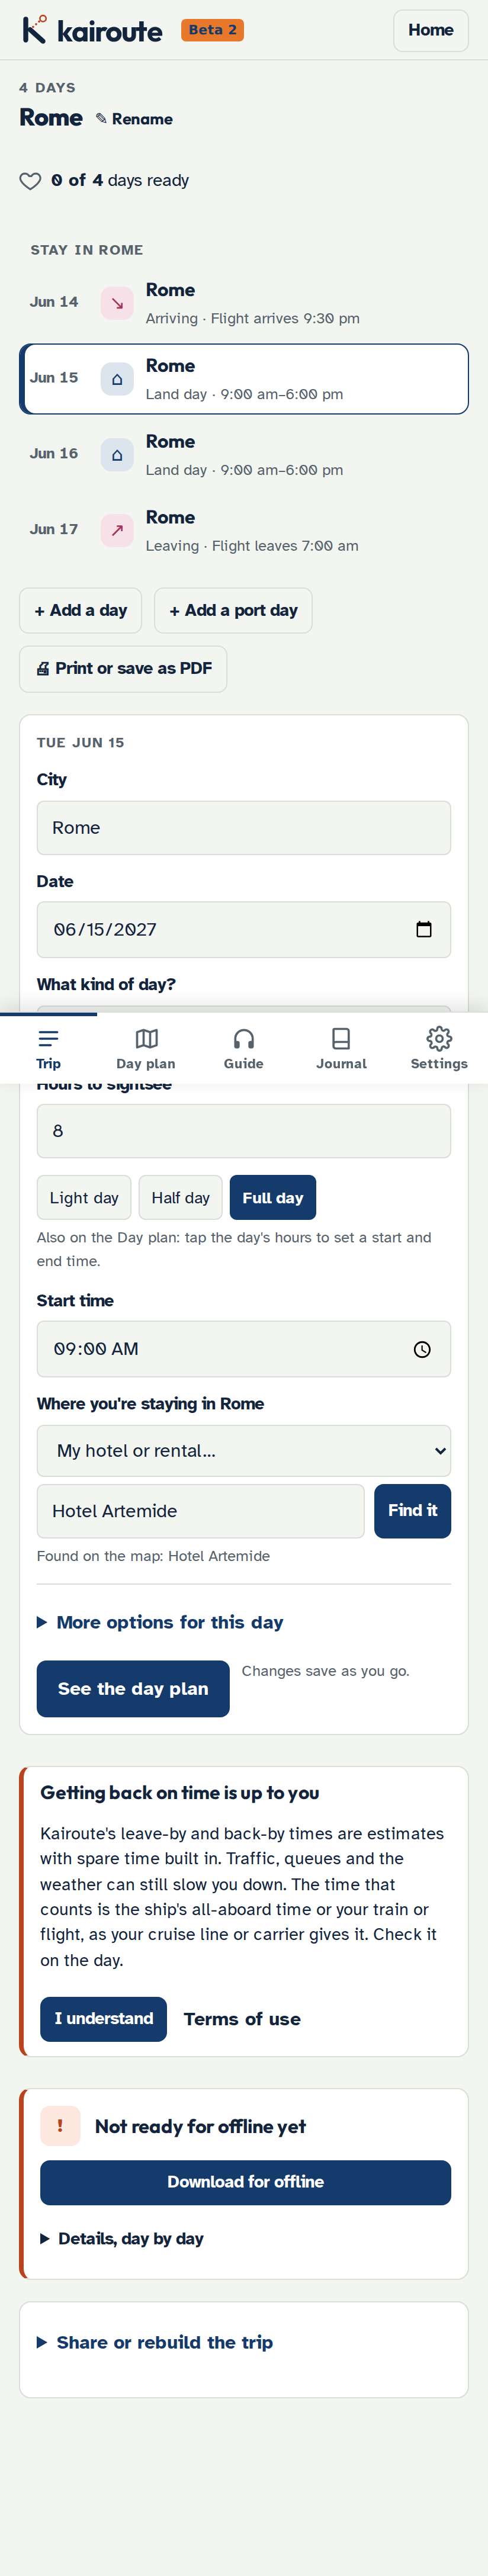 kairoute
Beta 2
Home
4 DAYS
Rome
✎ Rename
0 of 4 days ready
STAY IN ROME
Jun 14
Rome
Arriving · Flight arrives 9:30 pm
Jun 15
Rome
Land day · 9:00 am–6:00 pm
Jun 16
Rome
Land day · 9:00 am–6:00 pm
Jun 17
Rome
Leaving · Flight leaves 7:00 am
+ Add a day
+ Add a port day
Print or save as PDF
TUE JUN 15
City
Rome
Date
06/15/2027
What kind of day?
Trip
Day plan
Guide
Journal
Settings
Hours to sightsee
8
Light day
Half day
Full day
Also on the Day plan: tap the day's hours to set a start and
end time.
Start time
09:00 AM
Where you're staying in Rome
My hotel or rental...
Hotel Artemide
Find it
Found on the map: Hotel Artemide
More options for this day
See the day plan
Changes save as you go.
Getting back on time is up to you
Kairoute's leave-by and back-by times are estimates
with spare time built in. Traffic, queues and the
weather can still slow you down. The time that
counts is the ship's all-aboard time or your train or
flight, as your cruise line or carrier gives it. Check it
on the day.
I understand
Terms of use
!
Not ready for offline yet
Download for offline
Details, day by day
Share or rebuild the trip